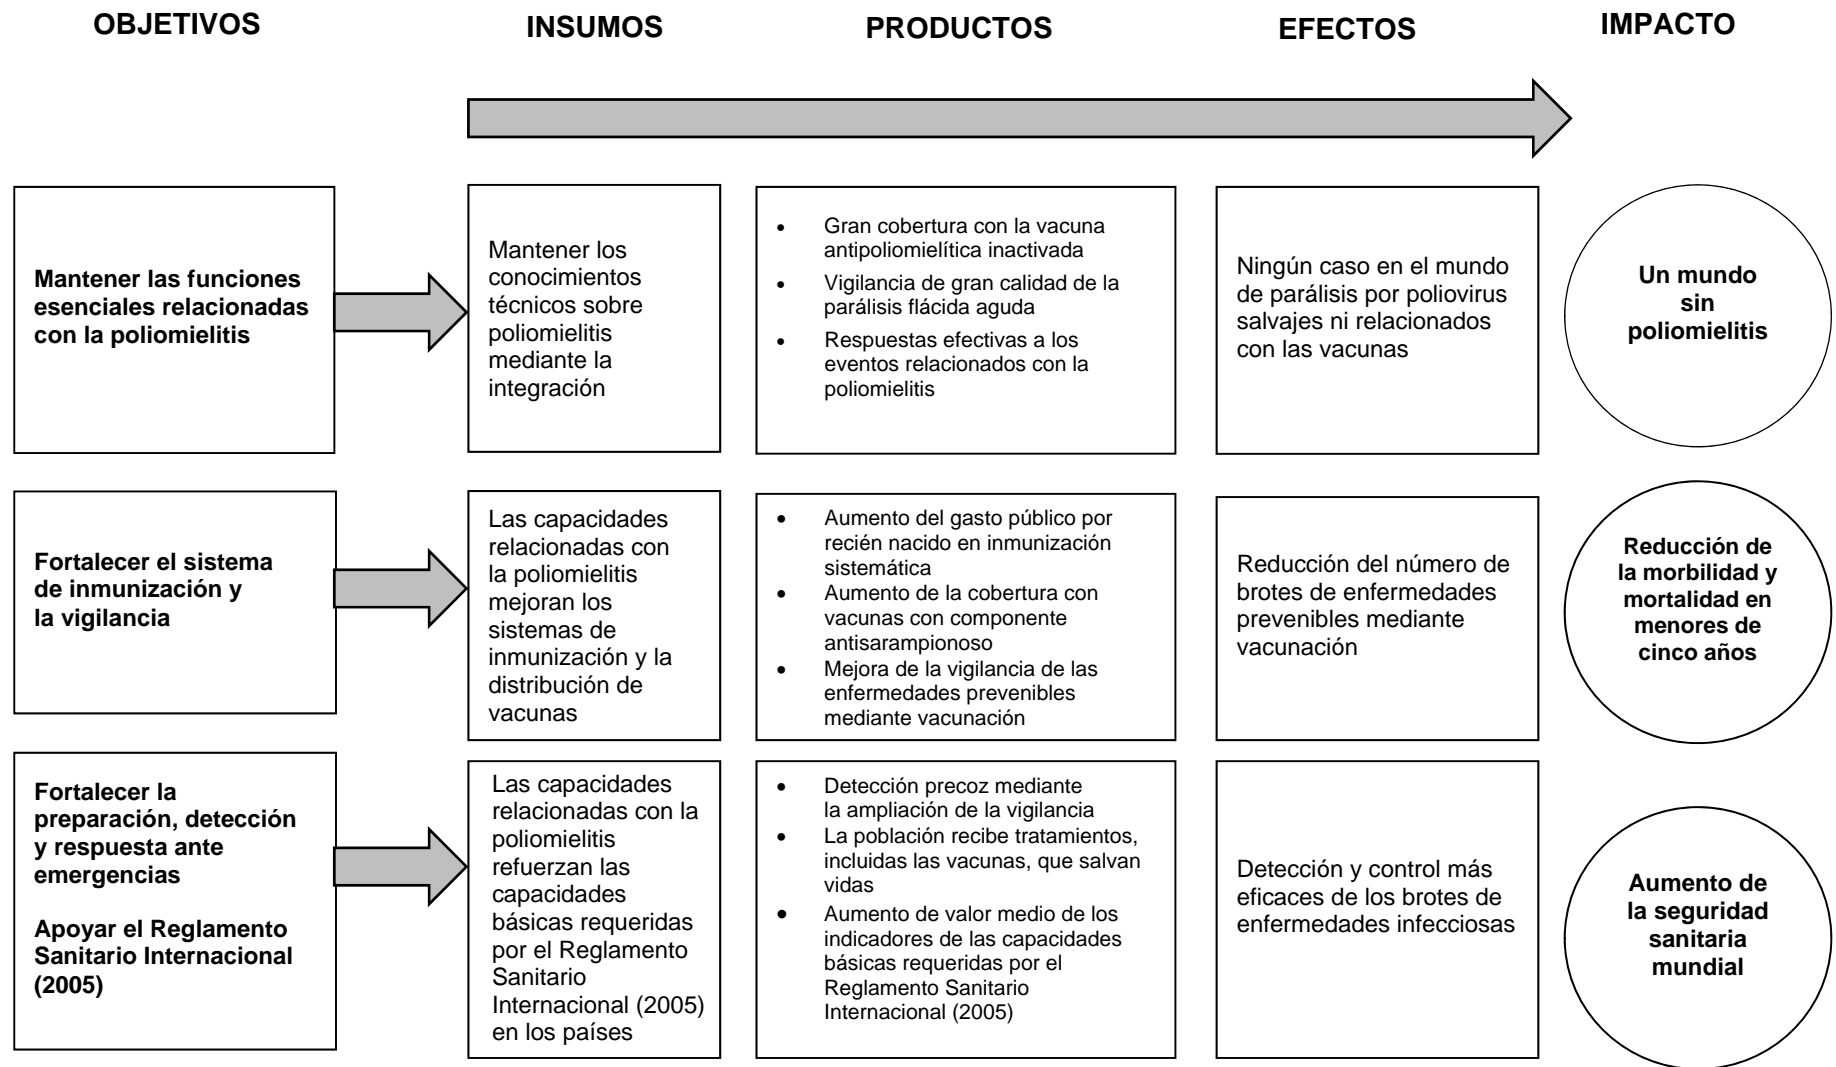 OBJETIVOS
INSUMOS
PRODUCTOS
EFECTOS
IMPACTO
Mantener las funciones
esenciales relacionadas
con la poliomielitis
Mantener los
conocimientos
técnicos sobre
poliomielitis
mediante la
integración
• Gran cobertura con la vacuna
antipoliomielítica inactivada
• Vigilancia de gran calidad de la
parálisis flácida aguda
• Respuestas efectivas a los
eventos relacionados con la
poliomielitis
Ningún caso en el mundo
de parálisis por poliovirus
salvajes ni relacionados
con las vacunas
Un mundo
sin
poliomielitis
Fortalecer el sistema
de inmunización y
la vigilancia
Las capacidades
relacionadas con
la poliomielitis
mejoran los
sistemas de
inmunización y la
distribución de
vacunas
• Aumento del gasto público por
recién nacido en inmunización
sistemática
• Aumento de la cobertura con
vacunas con componente
antisarampionoso
• Mejora de la vigilancia de las
enfermedades prevenibles
mediante vacunación
Reducción del número de
brotes de enfermedades
prevenibles mediante
vacunación
Reducción de
la morbilidad y
mortalidad en
menores de
cinco años
Fortalecer la
preparación, detección
y respuesta ante
emergencias
Apoyar el Reglamento
Sanitario Internacional
(2005)
Las capacidades
relacionadas con la
poliomielitis
refuerzan las
capacidades
básicas requeridas
por el Reglamento
Sanitario
Internacional (2005)
en los países
• Detección precoz mediante
la ampliación de la vigilancia
• La población recibe tratamientos,
incluidas las vacunas, que salvan
vidas
• Aumento de valor medio de los
indicadores de las capacidades
básicas requeridas por el
Reglamento Sanitario
Internacional (2005)
Detección y control más
eficaces de los brotes de
enfermedades infecciosas
Aumento de
la seguridad
sanitaria
mundial